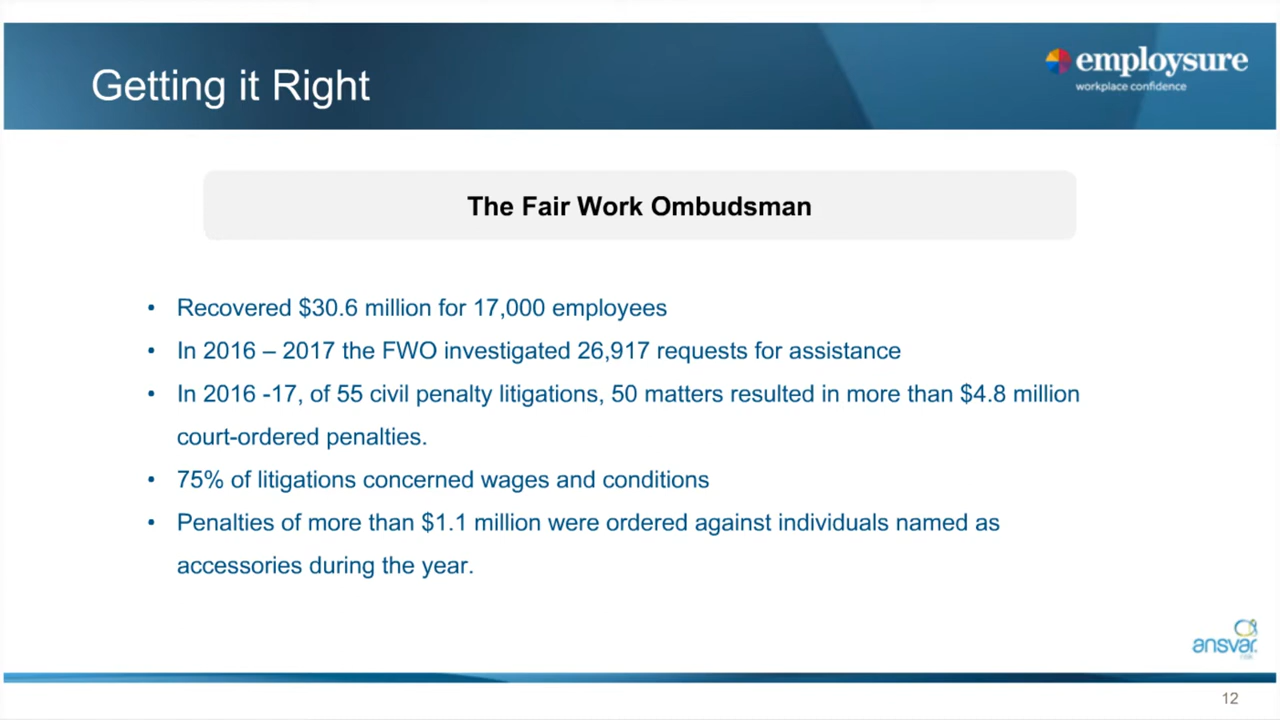 Getting it Right
employsure
workplace confidence
The Fair Work Ombudsman
• Recovered $30.6 million for 17,000 employees
• In 2016 – 2017 the FWO investigated 26,917 requests for assistance
• In 2016 -17, of 55 civil penalty litigations, 50 matters resulted in more than $4.8 million
court-ordered penalties.
• 75% of litigations concerned wages and conditions
• Penalties of more than $1.1 million were ordered against individuals named as
accessories during the year.
ansvar
risk
12